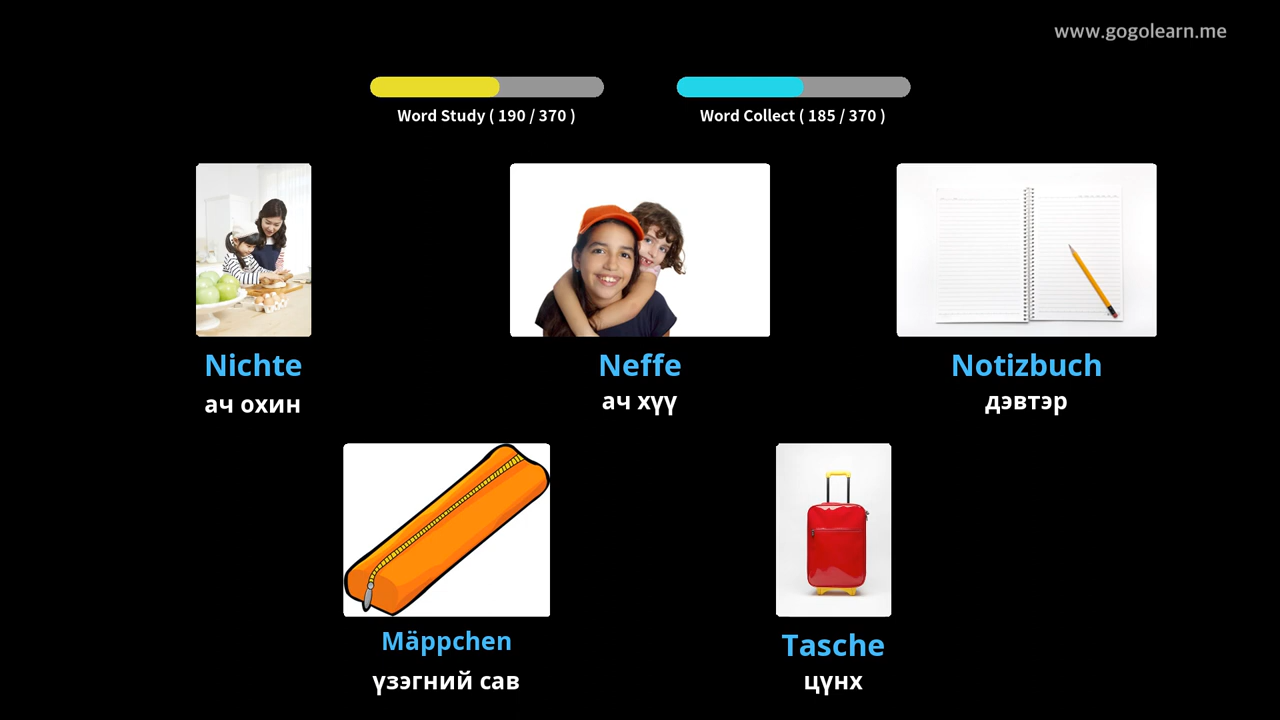 www.gogolearn.me
Word Study ( 190 / 370 )
Word Collect ( 185 / 370 )
Nichte
ач охин
Neffe
ач хүү
Notizbuch
дэвтэр
Mäppchen
үзэгний сав
Tasche
цүнх